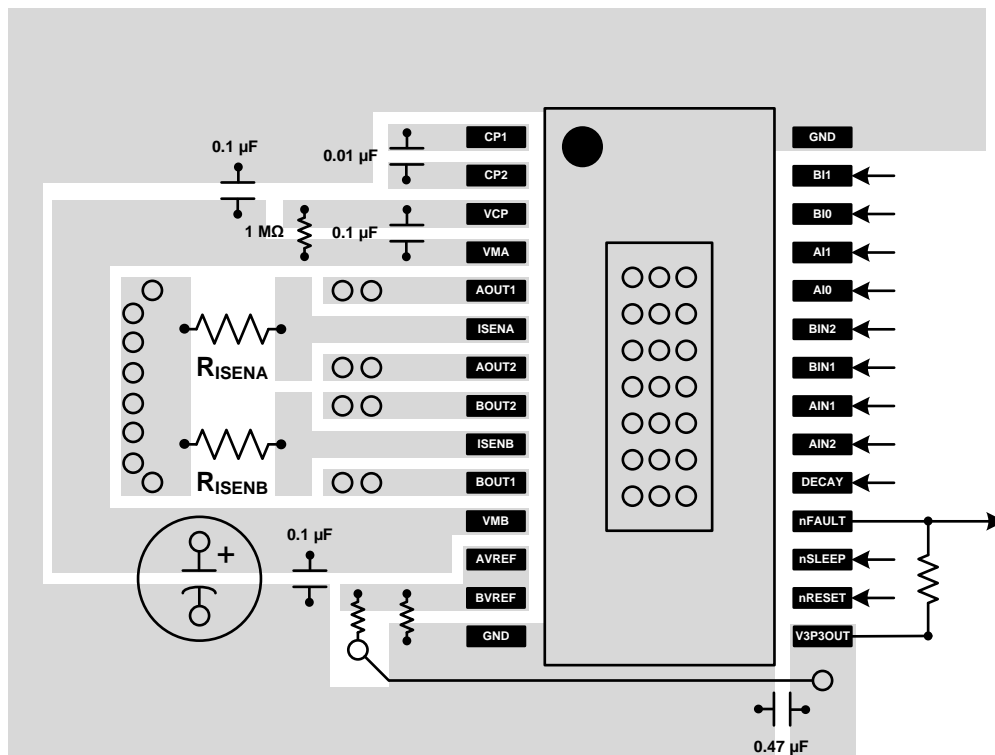 CP1
GND
0.1 µF
0.01 µF
CP2
BI1
VCP
BI0
1 MΩ
0.1 µF
VMA
AI1
AOUT1
AI0
ISENA
BIN2
RISENA
AOUT2
BIN1
BOUT2
AIN1
ISENB
AIN2
RISENB
BOUT1
DECAY
VMB
nFAULT
0.1 µF
+
AVREF
nSLEEP
BVREF
nRESET
GND
V3P3OUT
0.47 µF